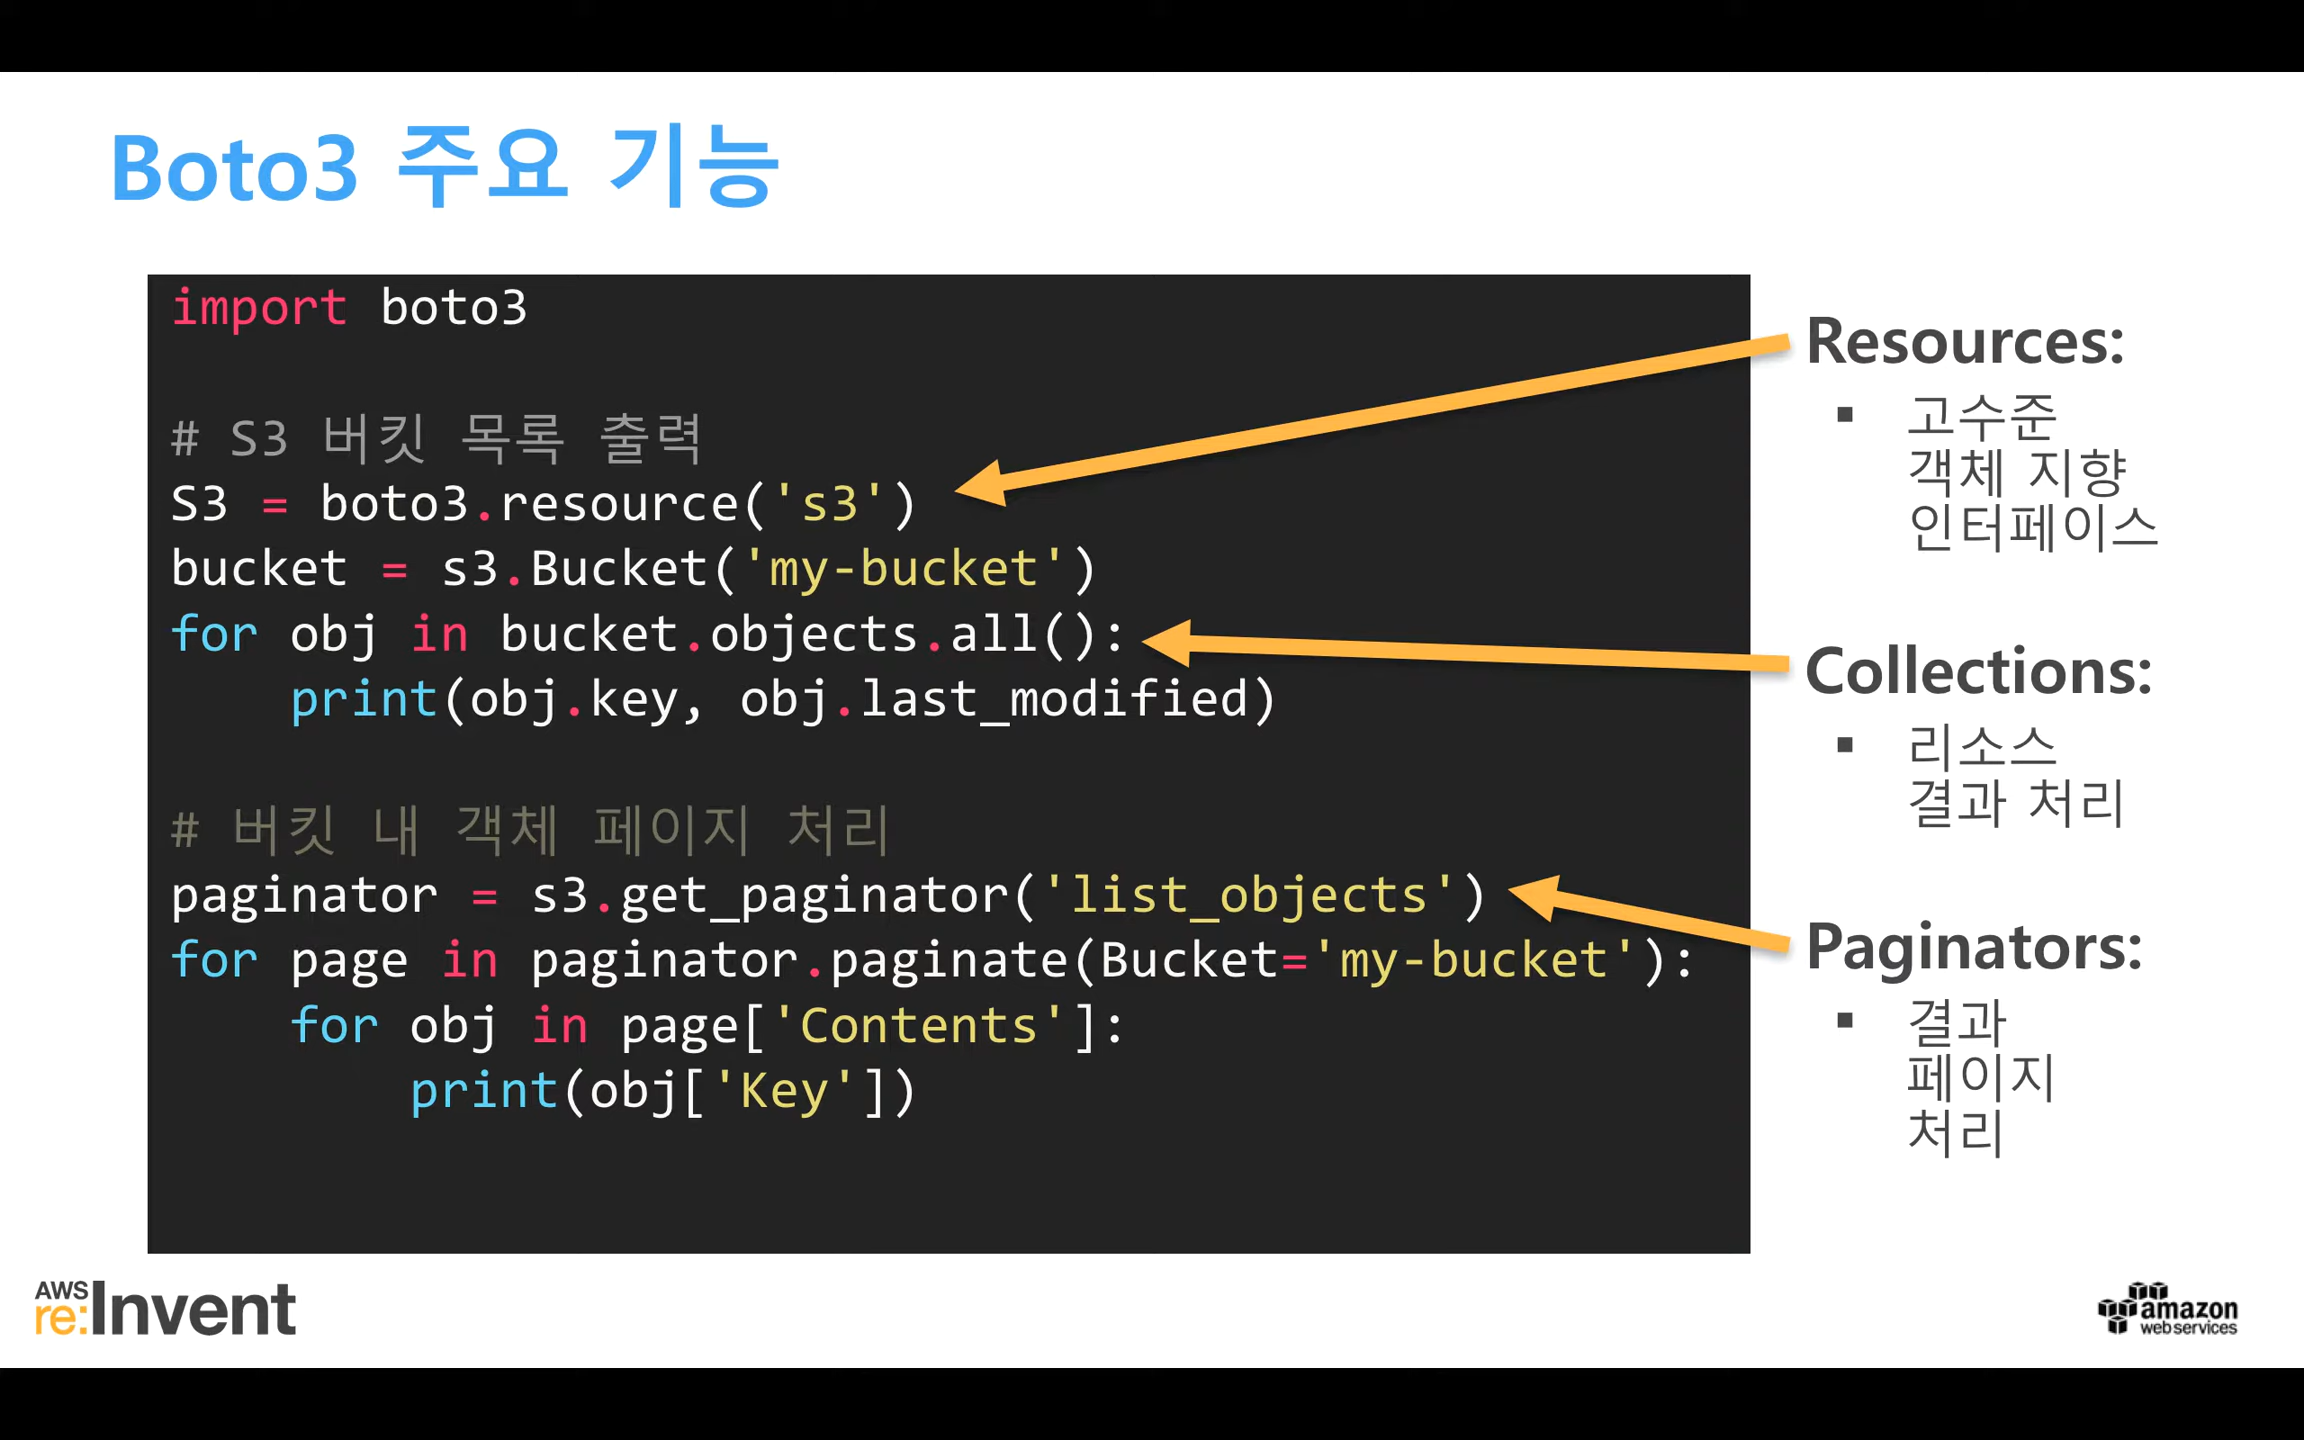 Boto3 주요 기능
import boto3
# S3 버킷 목록 출력
S3 = boto3.resource('s3')
bucket = s3.Bucket('my-bucket')
for obj in bucket.objects.all():
    print(obj.key, obj.last_modified)
# 버킷 내 객체 페이지 처리
paginator = s3.get_paginator('list_objects')
for page in paginator.paginate(Bucket='my-bucket'):
    for obj in page['Contents']:
        print(obj['Key'])
Resources:
▪ 고수준
객체 지향
인터페이스
Collections:
▪ 리소스
결과 처리
Paginators:
▪ 결과
페이지
처리
AWS
re:Invent
amazon
webservices